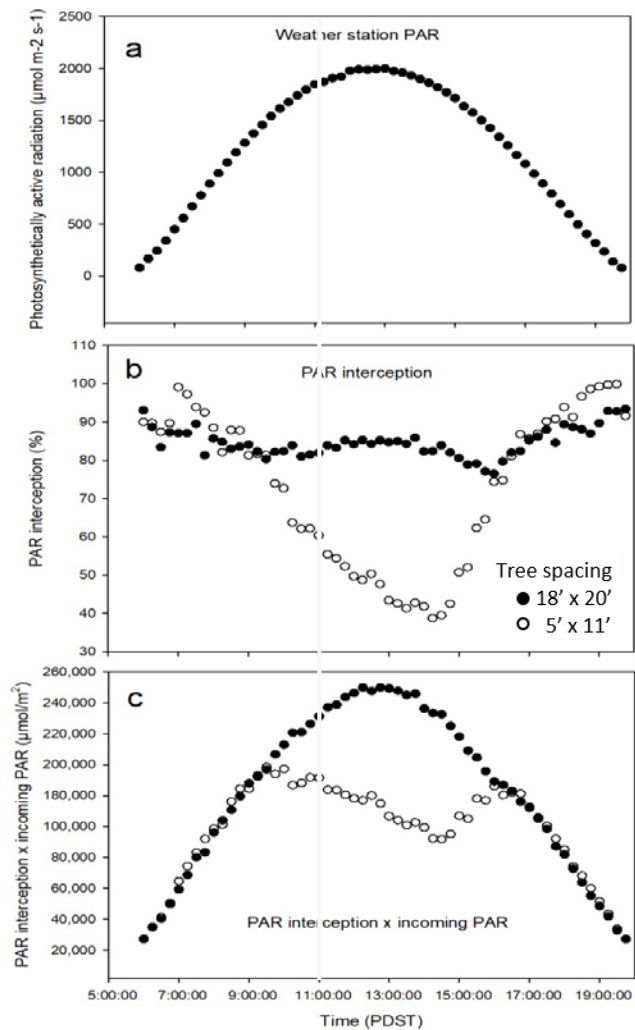 a
Weather station PAR
Photosynthetically active radiation (µmol m-2 s-1)
2500
2000
1500
1000
500
0
b
PAR interception
PAR interception (%)
110
100
90
80
70
60
50
40
30
Tree spacing
18’ x 20’
5’ x 11’
c
PAR interception x incoming PAR (µmol/m²)
260,000
240,000
220,000
200,000
180,000
160,000
140,000
120,000
100,000
80,000
60,000
40,000
20,000
PAR interception x incoming PAR
5:00:00 7:00:00 9:00:00 11:00:00 13:00:00 15:00:00 17:00:00 19:00:00
Time (PDST)